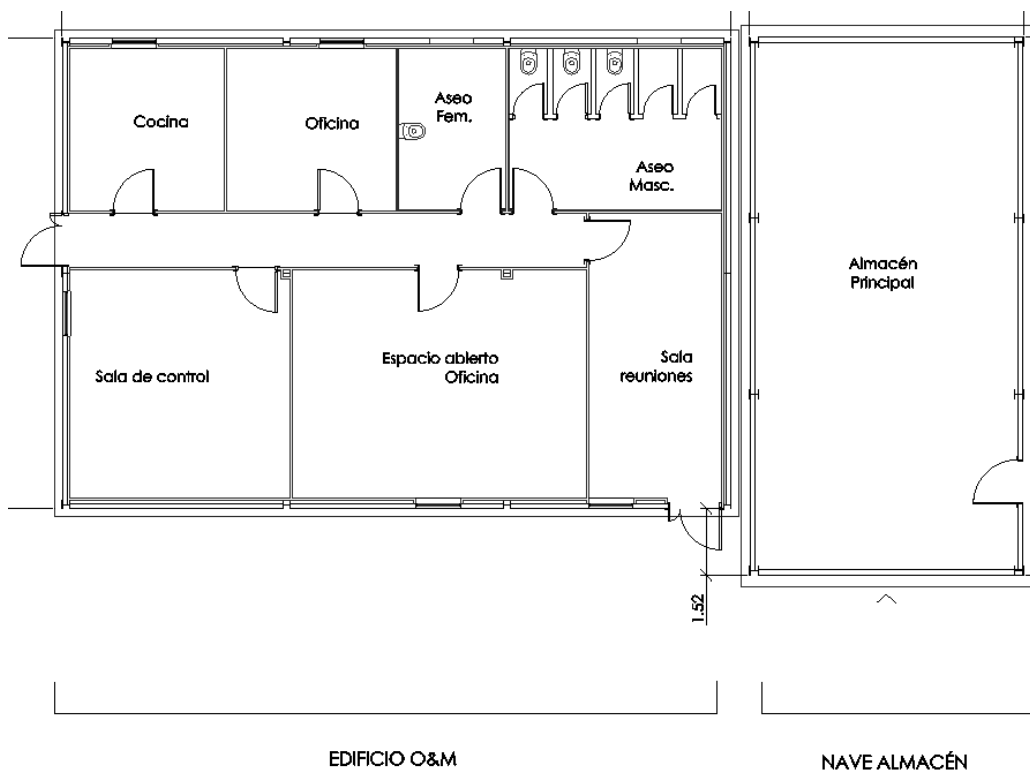 Cocina
Oficina
Aseo
Fem.
Aseo
Masc.
Almacén
Principal
Sala de control
Espacio abierto
Oficina
Sala
reuniones
1.52
EDIFICIO O&M
NAVE ALMACÉN